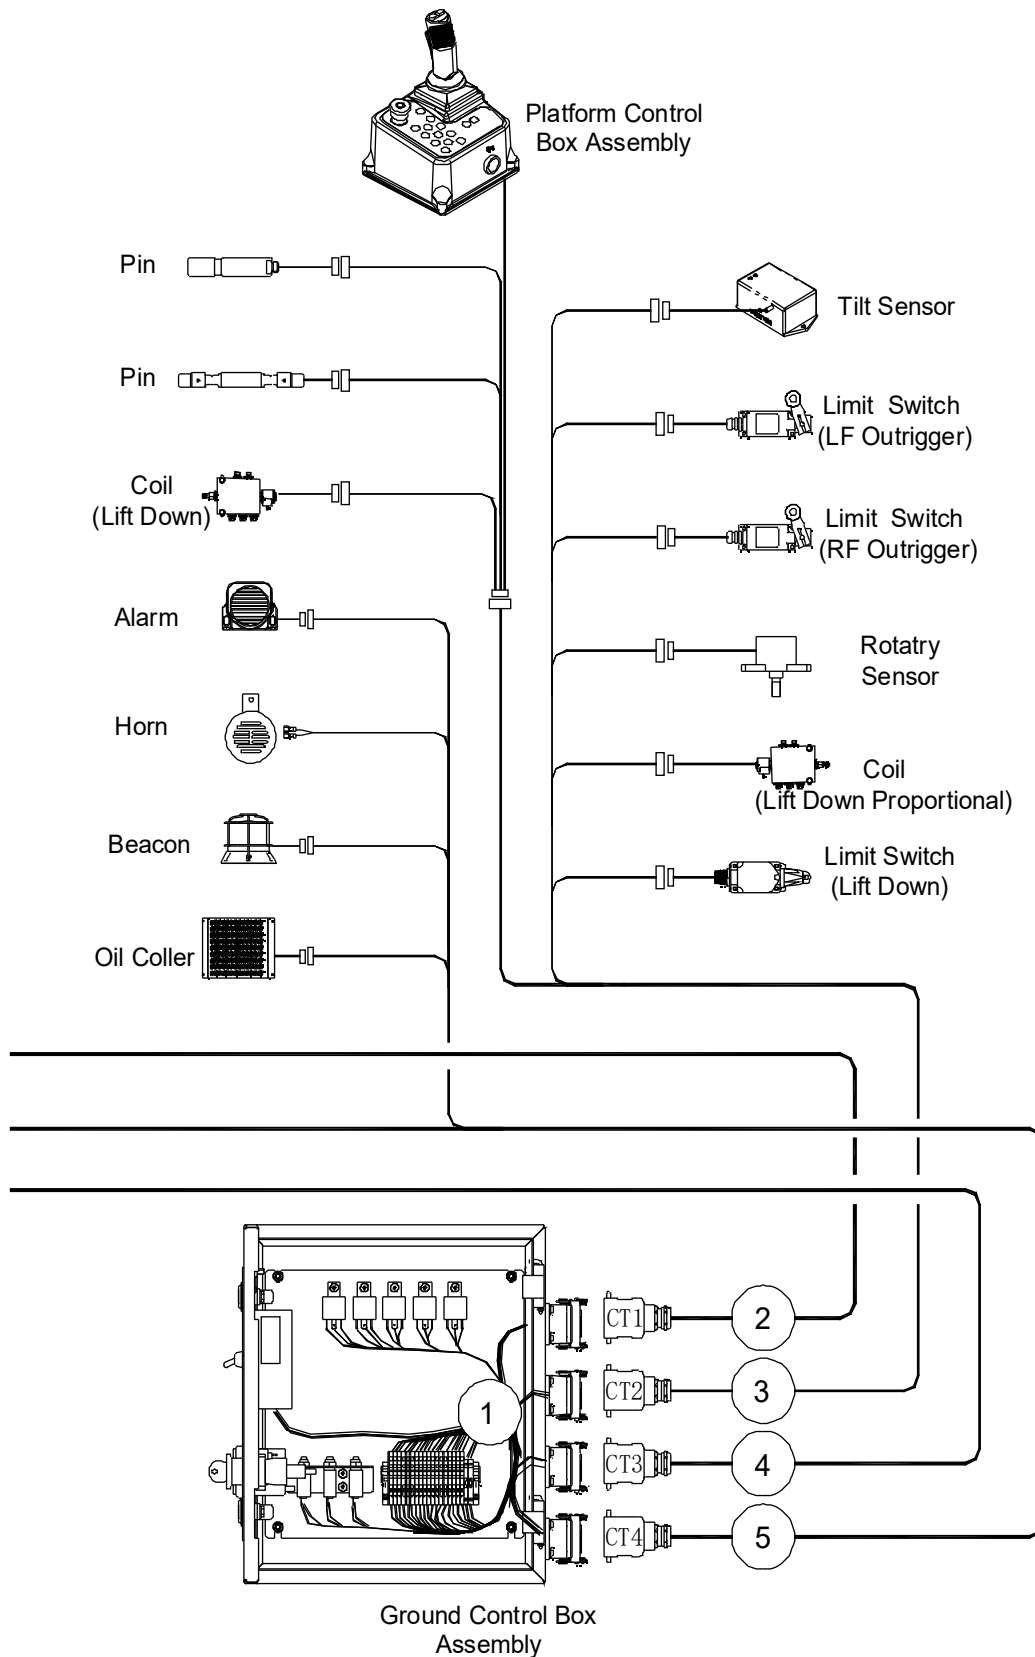 Platform Control
Box Assembly
Pin
Tilt Sensor
Pin
Limit Switch
(LF Outrigger)
Coil
(Lift Down)
Limit Switch
(RF Outrigger)
Alarm
Rotatry
Sensor
Horn
Coil
(Lift Down Proportional)
Beacon
Limit Switch
(Lift Down)
Oil Coller
CT1
2
CT2
3
1
CT3
4
CT4
5
Ground Control Box
Assembly